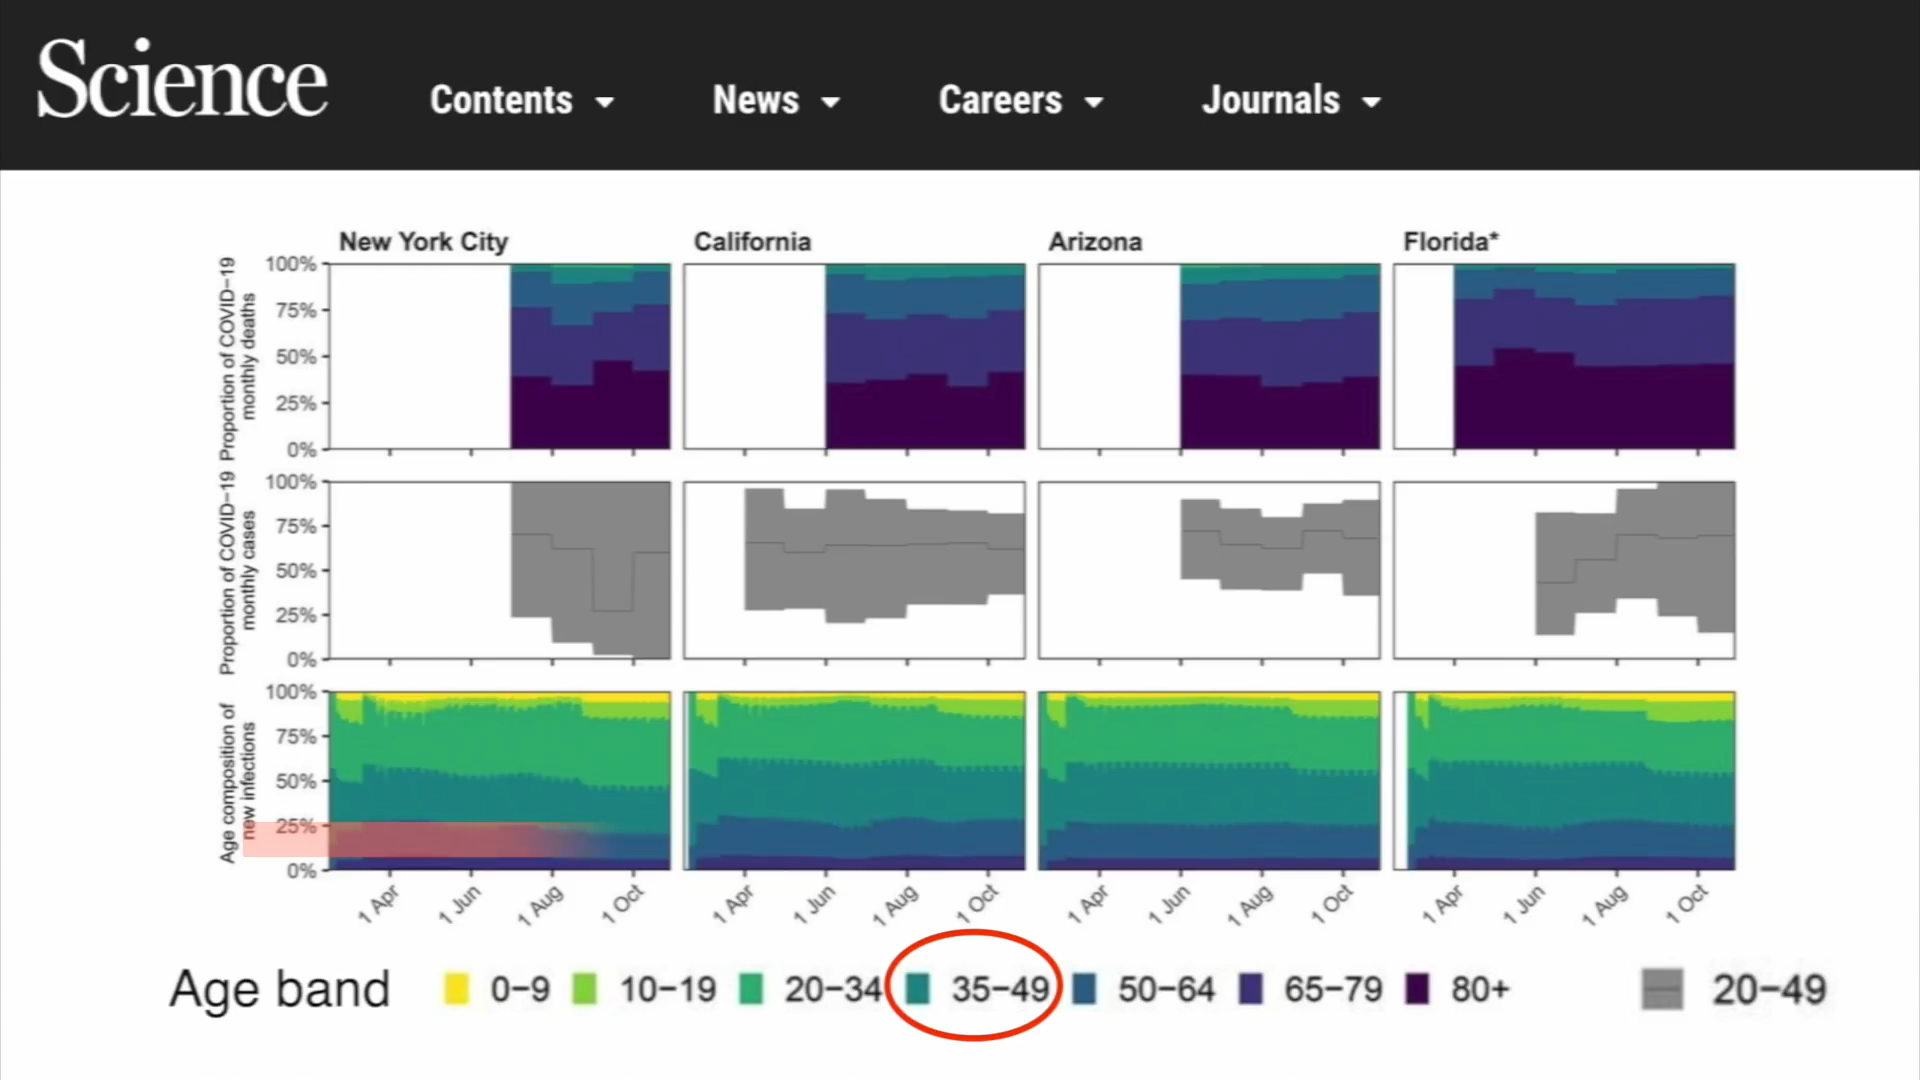 Science
Contents News Careers Journals
New York City California Arizona Florida*
Proportion of COVID−19
monthly deaths
100%
75%
50%
25%
0%
Proportion of COVID−19
monthly cases
100%
75%
50%
25%
0%
Age composition of
new infections
100%
75%
50%
25%
0%
1 Apr 1 Jun 1 Aug 1 Oct 1 Apr 1 Jun 1 Aug 1 Oct 1 Apr 1 Jun 1 Aug 1 Oct 1 Apr 1 Jun 1 Aug 1 Oct
Age band 0−9 10−19 20−34 35−49 50−64 65−79 80+ 20−49